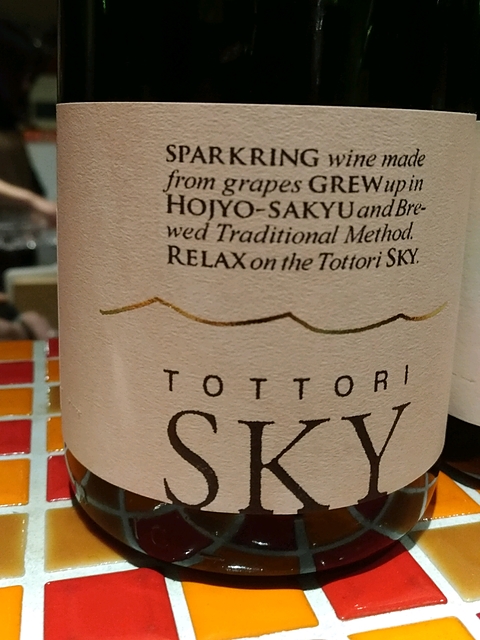 SPARKRING wine made
from grapes GREW up in
HOJYO-SAKYU and Bre-
wed Traditional Method.
RELAX on the Tottori SKY.
TOTTORI
SKY